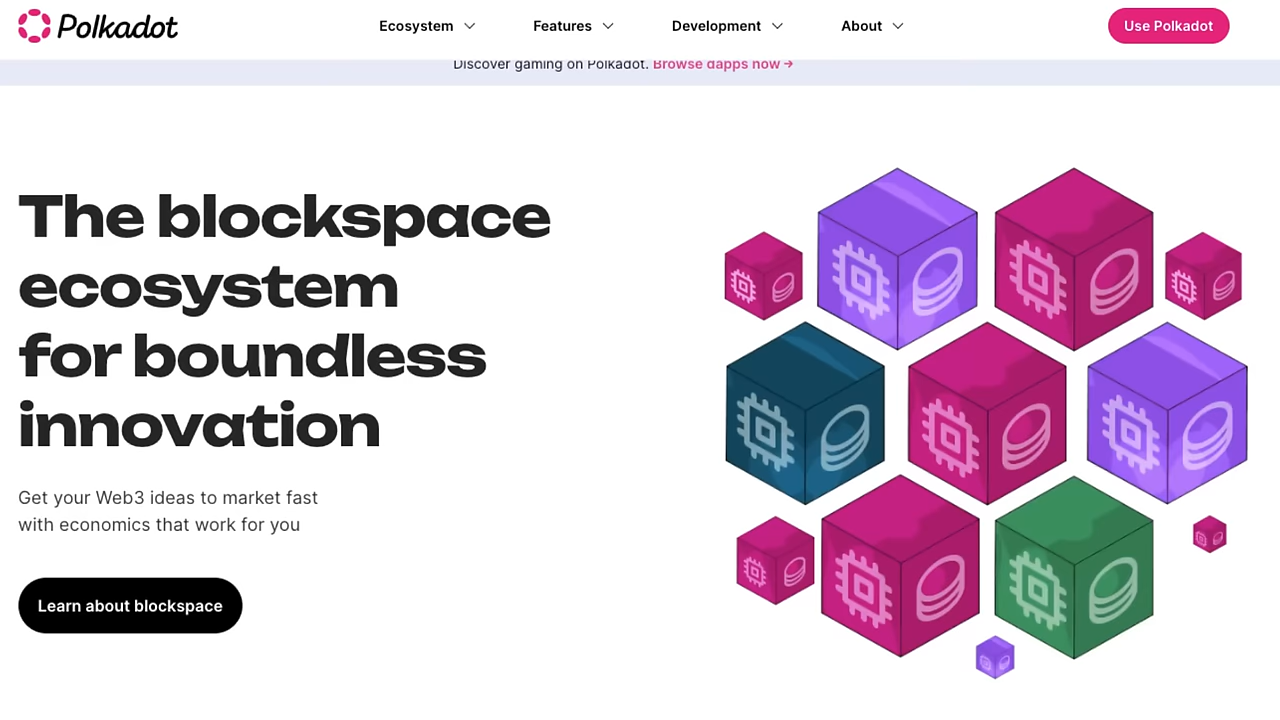 Polkadot
Ecosystem
Features
Development
About
Use Polkadot
Discover gaming on Polkadot. Browse dapps now →
The blockspace
ecosystem
for boundless
innovation
Get your Web3 ideas to market fast
with economics that work for you
Learn about blockspace